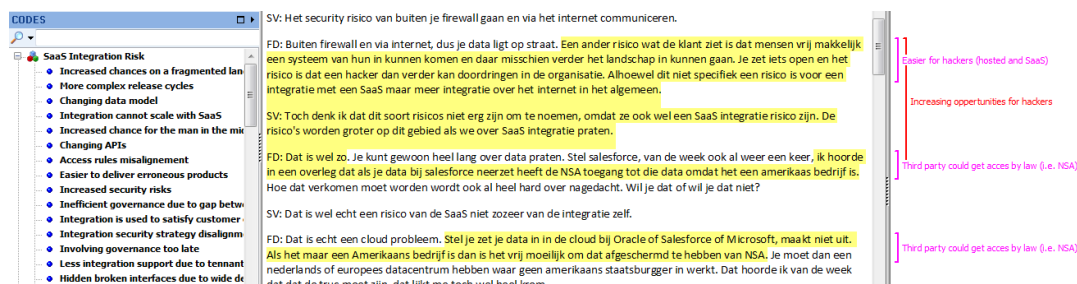 CODES
SaaS Integration Risk
Increased chances on a fragmented lan
More complex release cycles
Changing data model
Integration cannot scale with SaaS
Increased chance for the man in the mid
Changing APIs
Access rules misalignement
Easier to deliver erroneous products
Increased security risks
Inefficient governance due to gap betw
Integration is used to satisfy customer
Integration security strategy disalignm
Involving governance too late
Less integration support due to tennant
Hidden broken interfaces due to wide de
SV: Het security risico van buiten je firewall gaan en via het internet communiceren.
FD: Buiten firewall en via internet, dus je data ligt op straat. Een ander risico wat de klant ziet is dat mensen vrij makkelijk
een systeem van hun in kunnen komen en daar misschien verder het landschap in kunnen gaan. Je zet iets open en het
risico is dat een hacker dan verder kan doordringen in de organisatie. Alhoewel dit niet specifiek een risico is voor een
integratie met een SaaS maar meer integratie over het internet in het algemeen.
SV: Toch denk ik dat dit soort risicos niet erg zijn om te noemen, omdat ze ook wel een SaaS integratie risico zijn. De
risico's worden groter op dit gebied als we over SaaS integratie praten.
FD: Dat is wel zo. Je kunt gewoon heel lang over data praten. Stel salesforce, van de week ook al weer een keer, ik hoorde
in een overleg dat als je data bij salesforce neerzet heeft de NSA toegang tot die data omdat het een amerikaas bedrijf is.
Hoe dat verkomen moet worden wordt ook al heel hard over nagedacht. Wil je dat of wil je dat niet?
SV: Dat is wel echt een risico van de SaaS niet zozeer van de integratie zelf.
FD: Dat is echt een cloud probleem. Stel je zet je data in in de cloud bij Oracle of Salesforce of Microsoft, maakt niet uit.
Als het maar een Amerikaans bedrijf is dan is het vrij moeilijk om dat afgeschermd te hebben van NSA. Je moet dan een
nederlands of europees datacentrum hebben waar geen amerikaans staatsburgger in werkt. Dat hoorde ik van de week
dat dat de truc moet zijn, dat lijkt me toch wel heel krom.
Easier for hackers (hosted and SaaS)
Increasing oppertunities for hackers
Third party could get acces by law (i.e. NSA)
Third party could get acces by law (i.e. NSA)